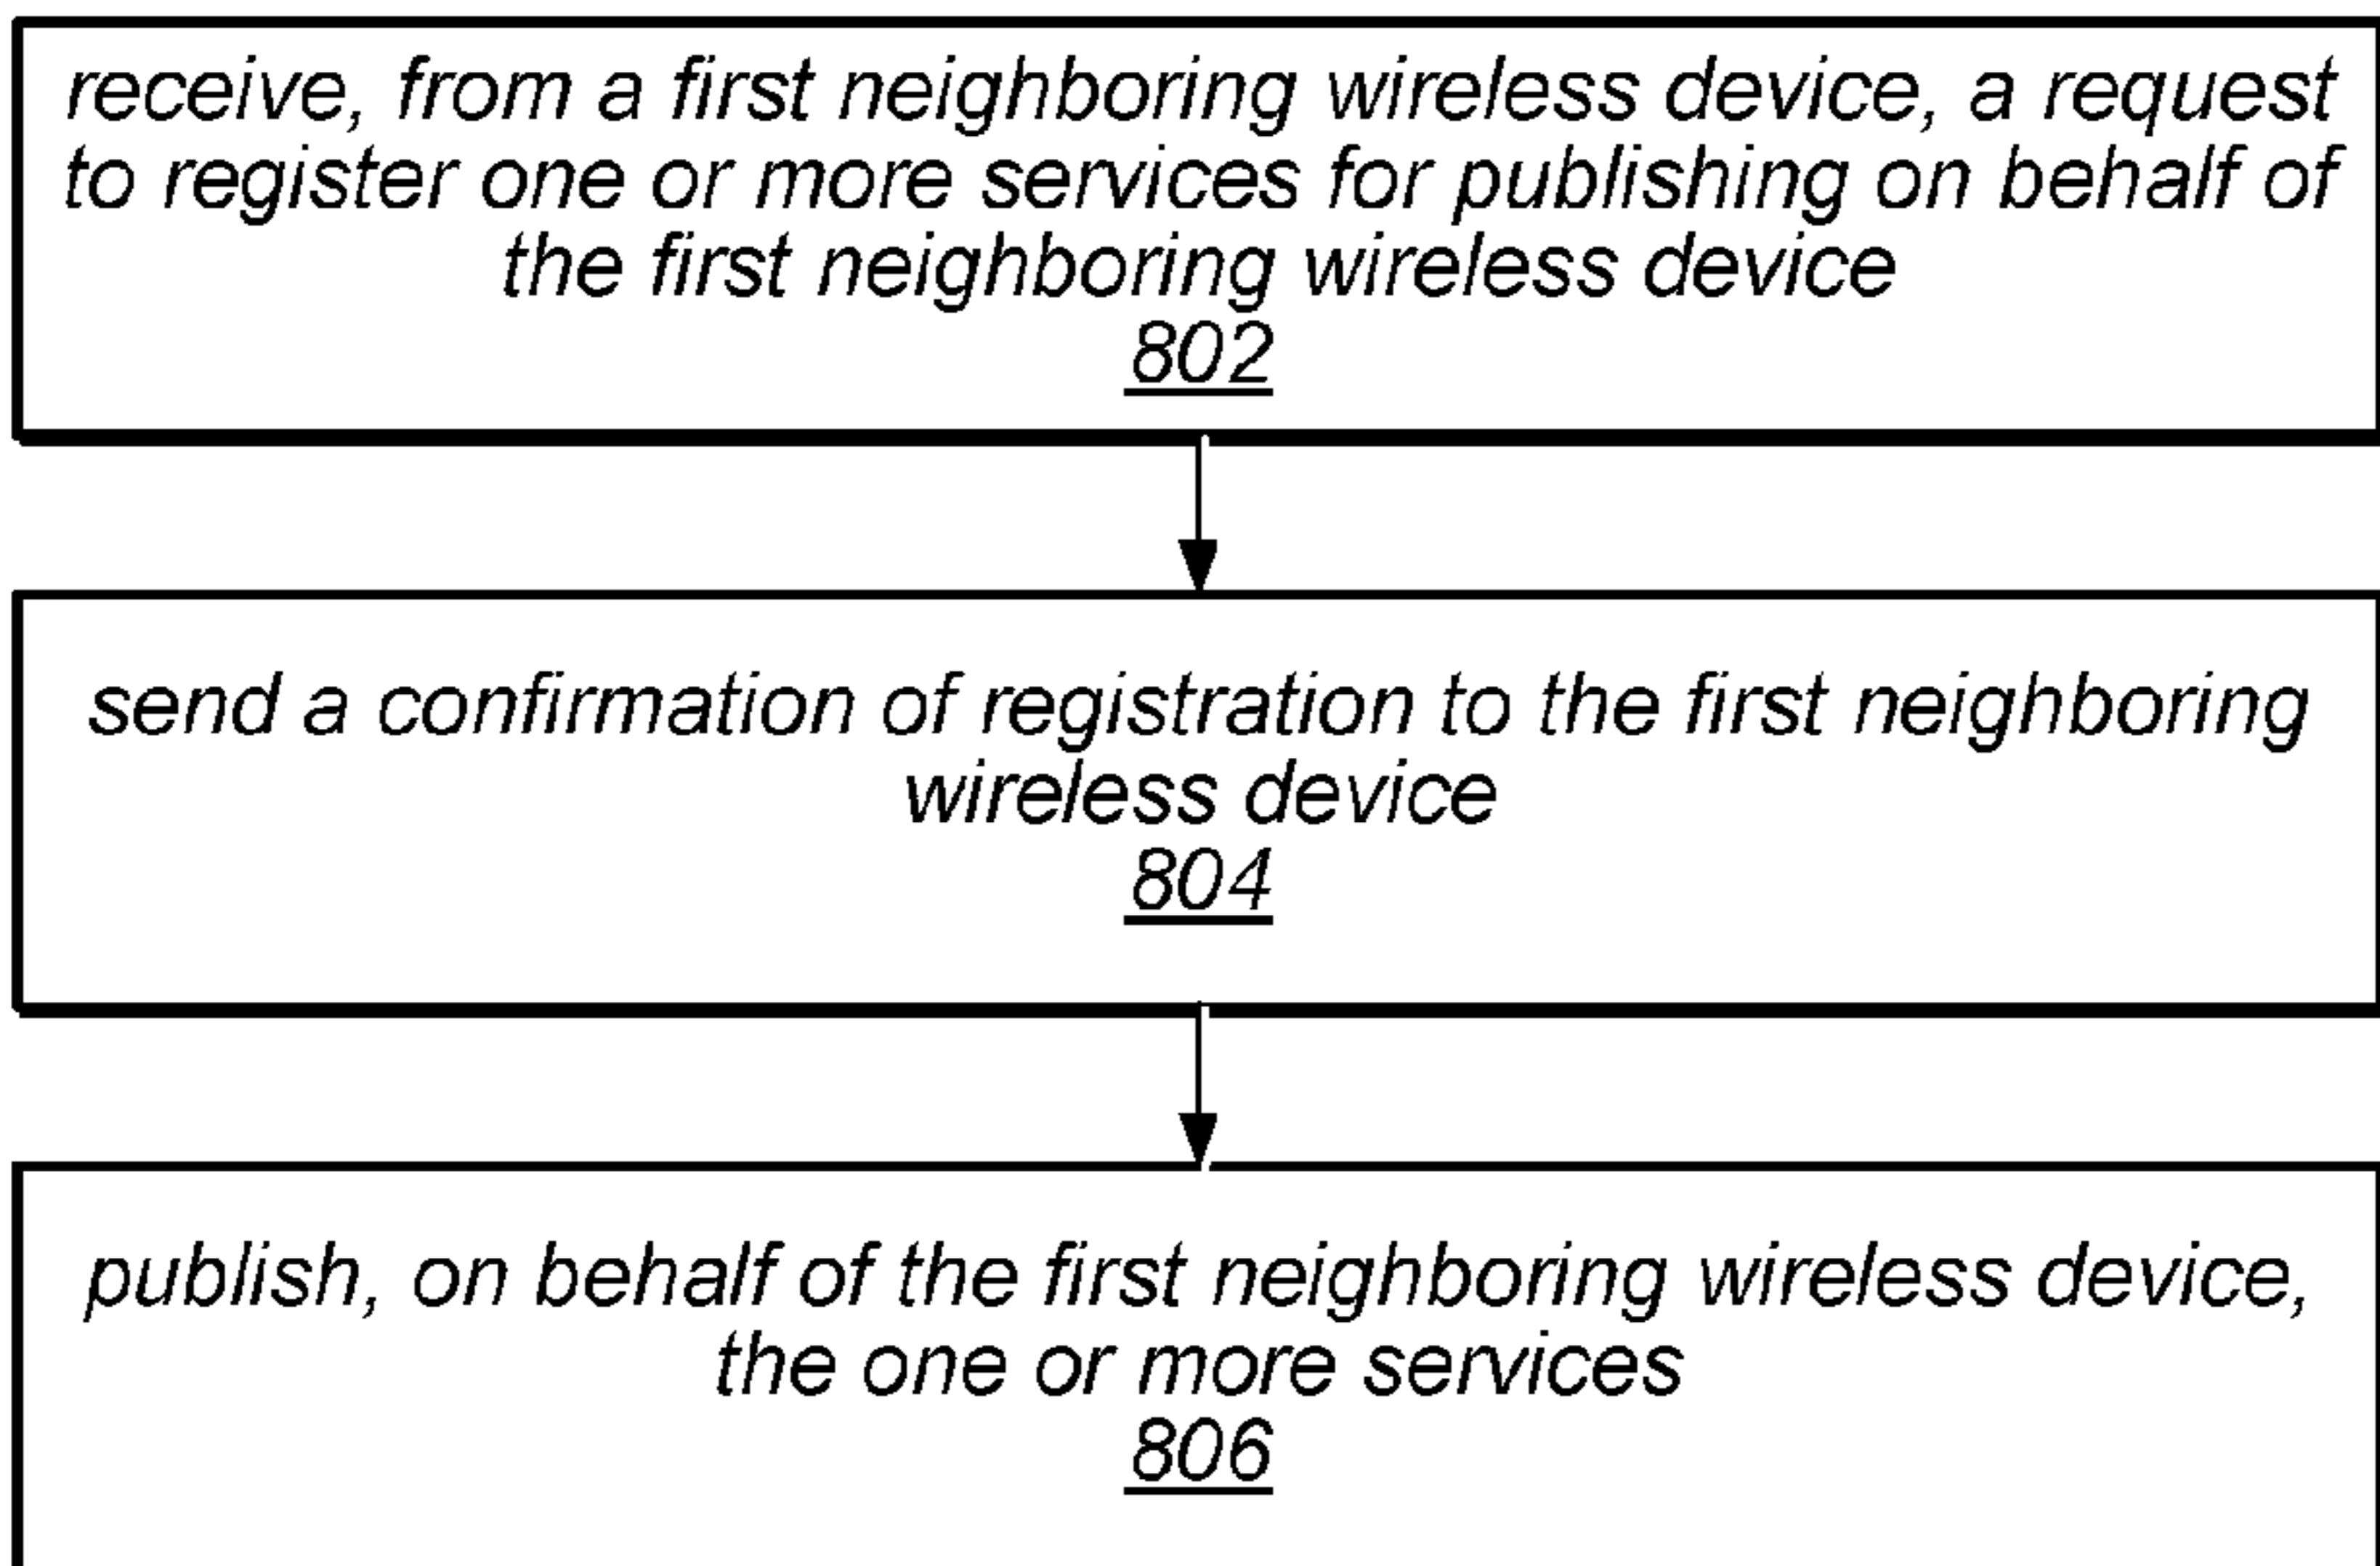 receive, from a first neighboring wireless device, a request
to register one or more services for publishing on behalf of
the first neighboring wireless device
802
send a confirmation of registration to the first neighboring
wireless device
804
publish, on behalf of the first neighboring wireless device,
the one or more services
806